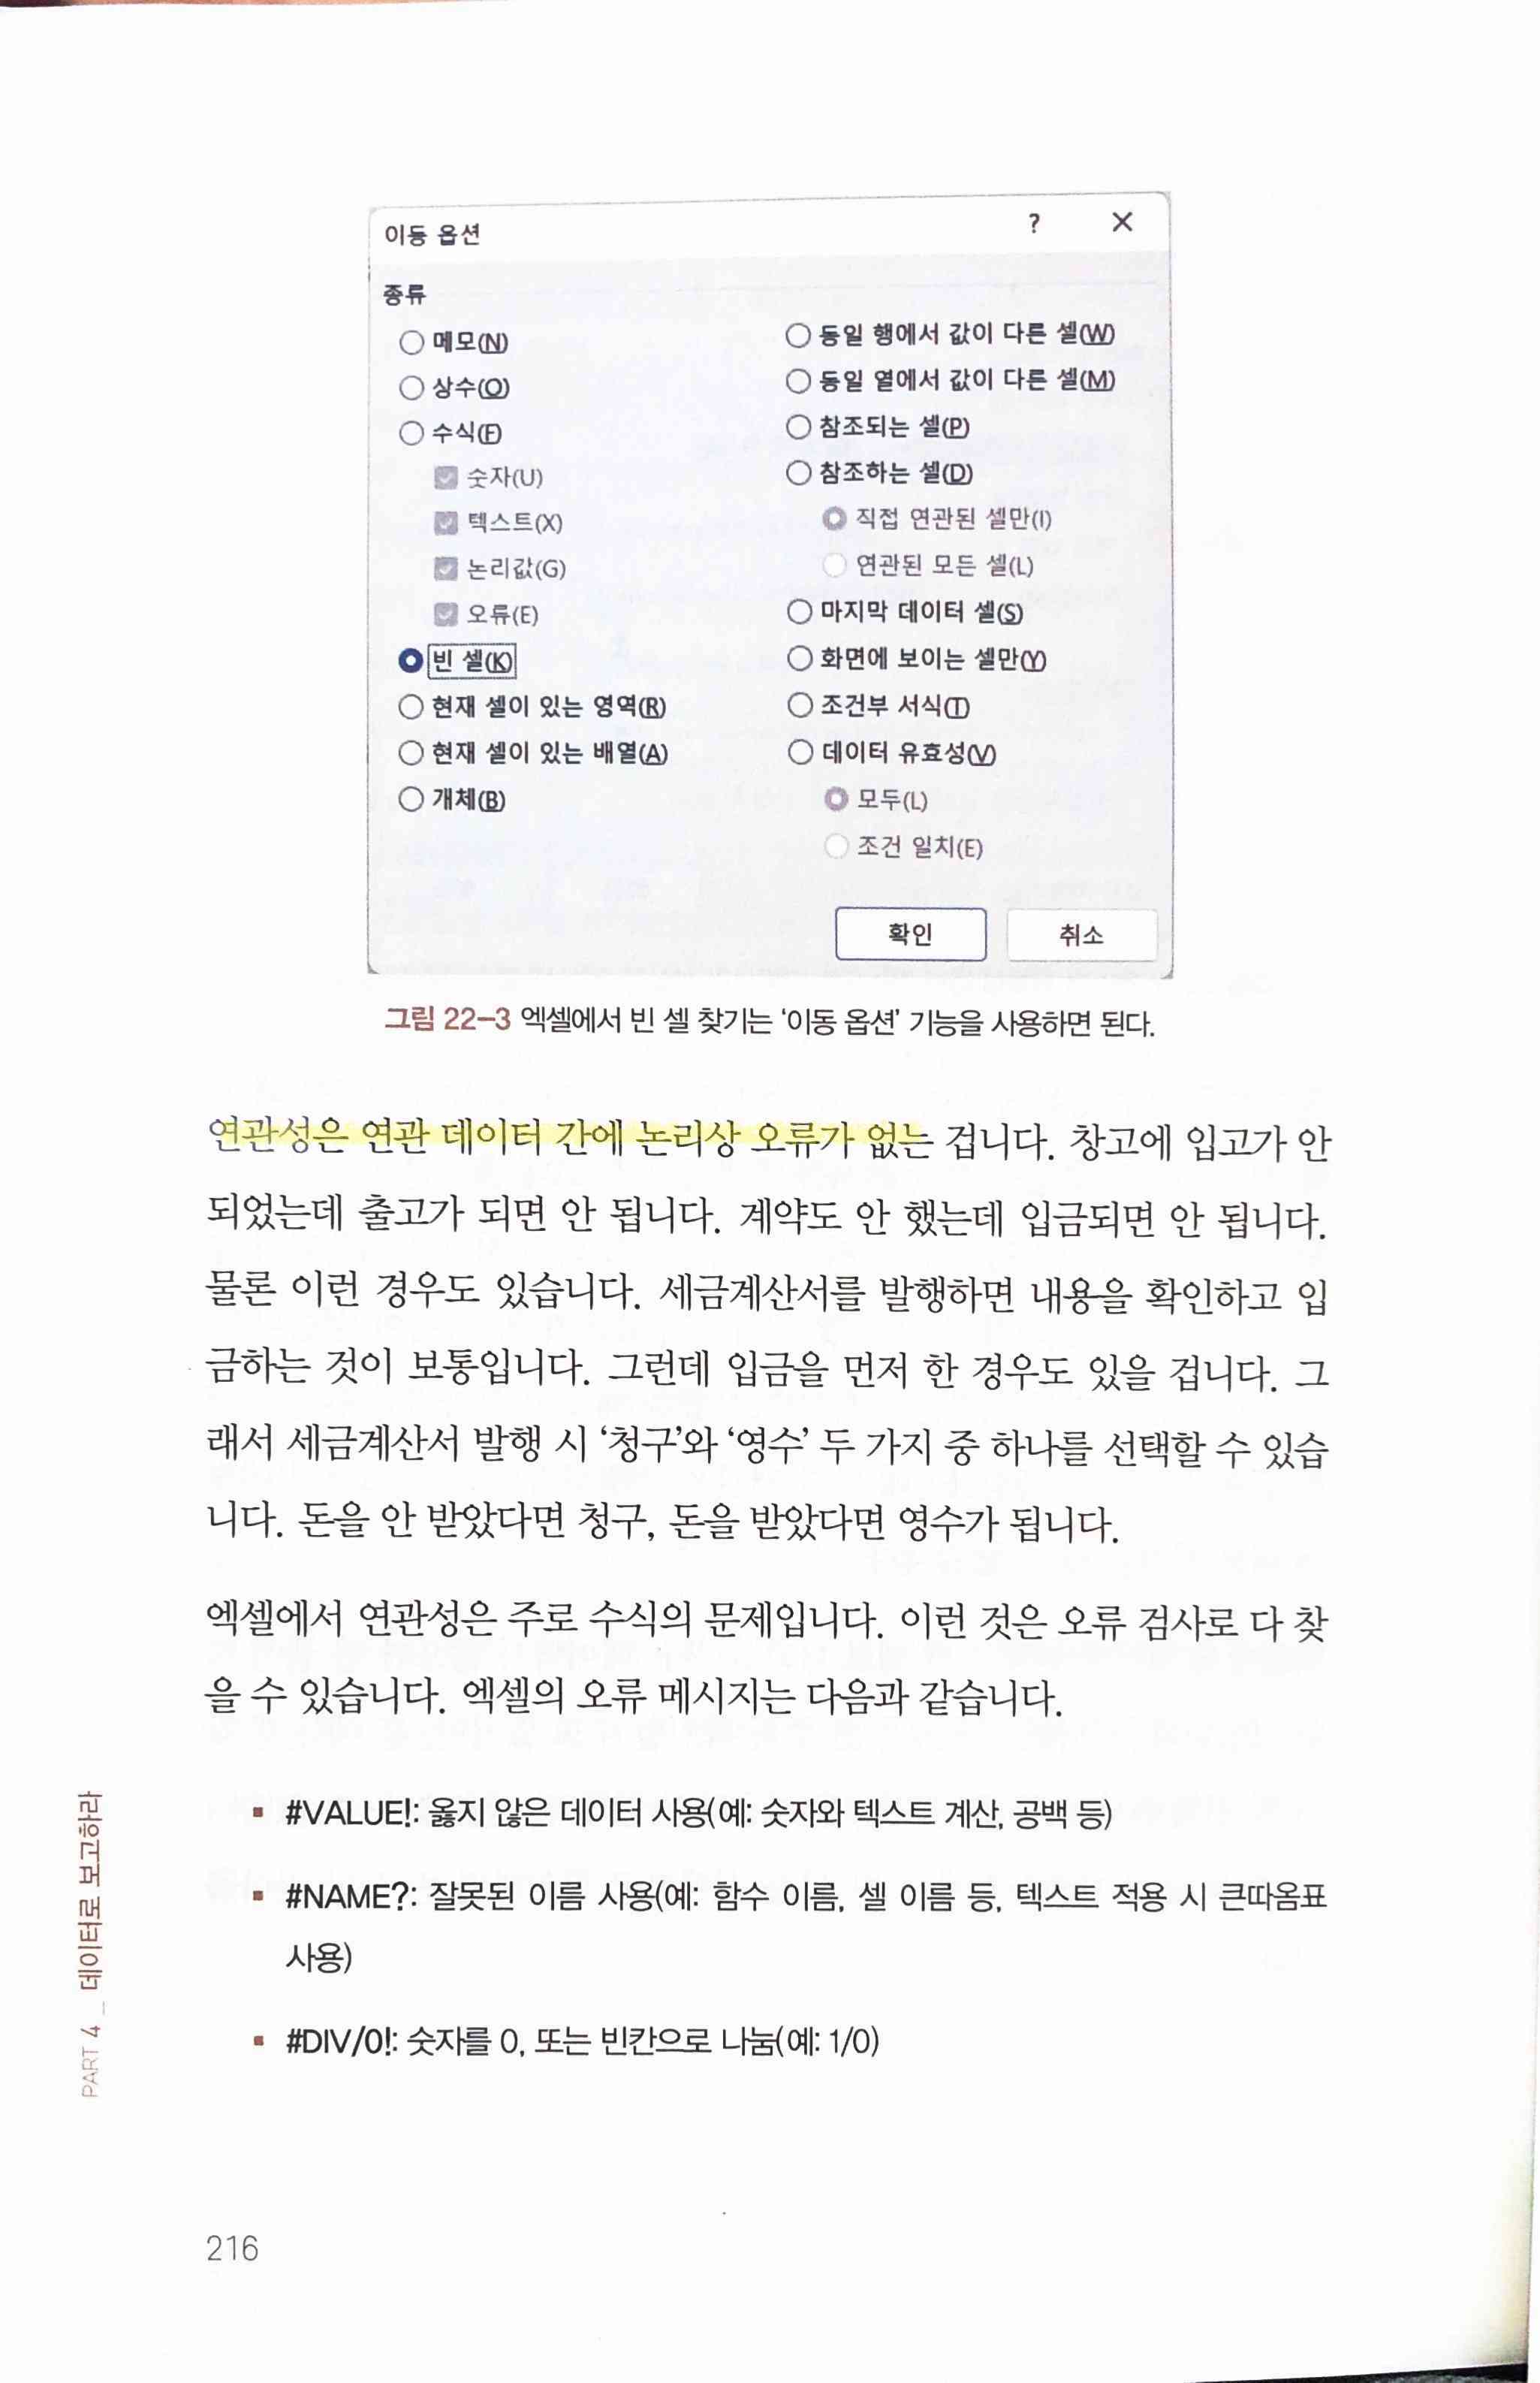 이동 옵션 ? ×
종류
메모(N)
상수(O)
수식(F)
숫자(U)
텍스트(X)
논리값(G)
오류(E)
빈 셀(K)
현재 셀이 있는 영역(R)
현재 셀이 있는 배열(A)
개체(B)
동일 행에서 값이 다른 셀(W)
동일 열에서 값이 다른 셀(M)
참조되는 셀(P)
참조하는 셀(D)
직접 연관된 셀만(I)
연관된 모든 셀(L)
마지막 데이터 셀(S)
화면에 보이는 셀만(Y)
조건부 서식(T)
데이터 유효성(V)
모두(L)
조건 일치(E)
확인 취소
그림 22-3 엑셀에서 빈 셀 찾기는 ‘이동 옵션’ 기능을 사용하면 된다.
연관성은 연관 데이터 간에 논리상 오류가 없는 겁니다. 창고에 입고가 안
되었는데 출고가 되면 안 됩니다. 계약도 안 했는데 입금되면 안 됩니다.
물론 이런 경우도 있습니다. 세금계산서를 발행하면 내용을 확인하고 입
금하는 것이 보통입니다. 그런데 입금을 먼저 한 경우도 있을 겁니다. 그
래서 세금계산서 발행 시 ‘청구’와 ‘영수’ 두 가지 중 하나를 선택할 수 있습
니다. 돈을 안 받았다면 청구, 돈을 받았다면 영수가 됩니다.
엑셀에서 연관성은 주로 수식의 문제입니다. 이런 것은 오류 검사로 다 찾
을 수 있습니다. 엑셀의 오류 메시지는 다음과 같습니다.
▪ #VALUE!: 옳지 않은 데이터 사용(예: 숫자와 텍스트 계산, 공백 등)
▪ #NAME?: 잘못된 이름 사용(예: 함수 이름, 셀 이름 등, 텍스트 적용 시 큰따옴표
사용)
▪ #DIV/0!: 숫자를 0, 또는 빈칸으로 나눔(예: 1/0)
PART 4 _ 데이터로 보고하라
216